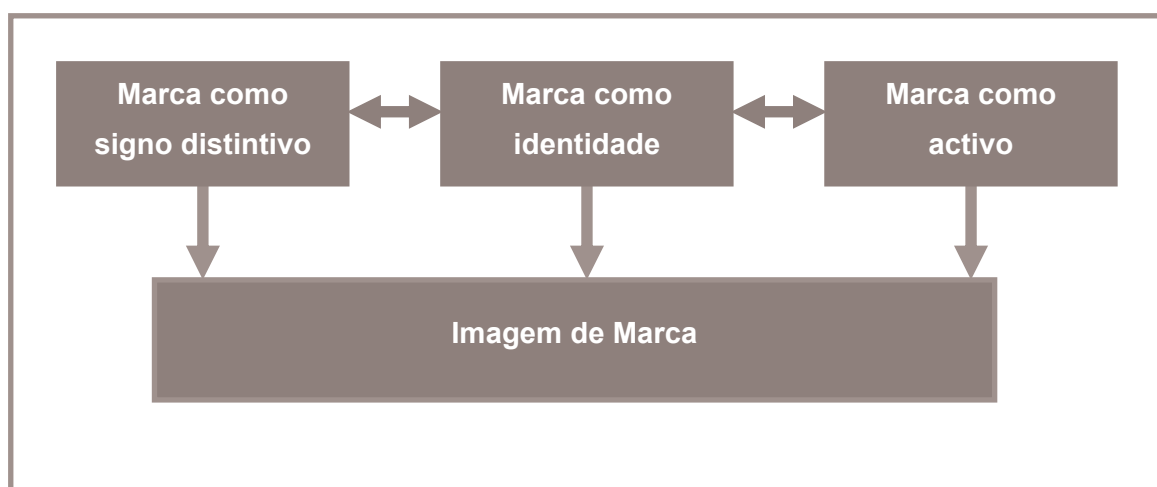 Marca como
signo distintivo
Marca como
identidade
Marca como
activo
Imagem de Marca